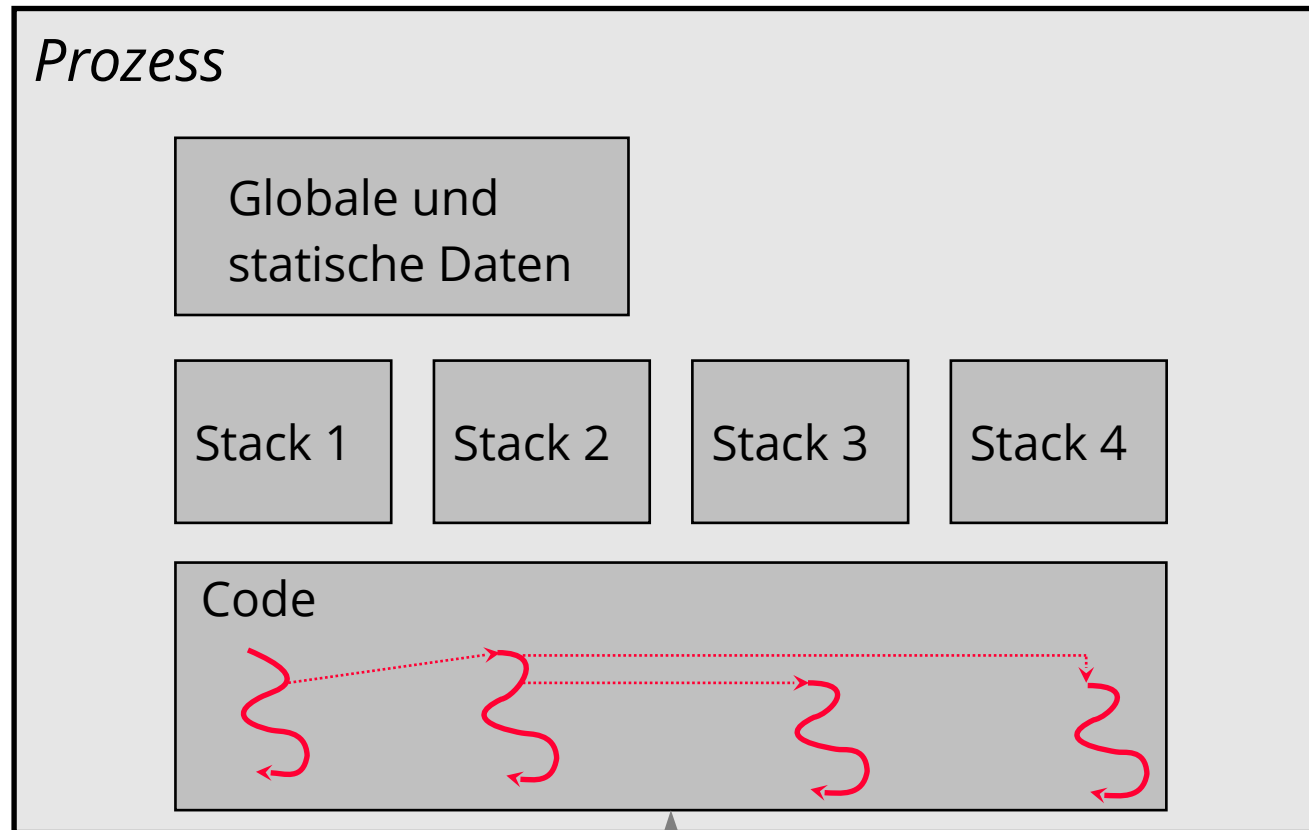 Prozess
Globale und
statische Daten
Stack 1
Stack 2
Stack 3
Stack 4
Code